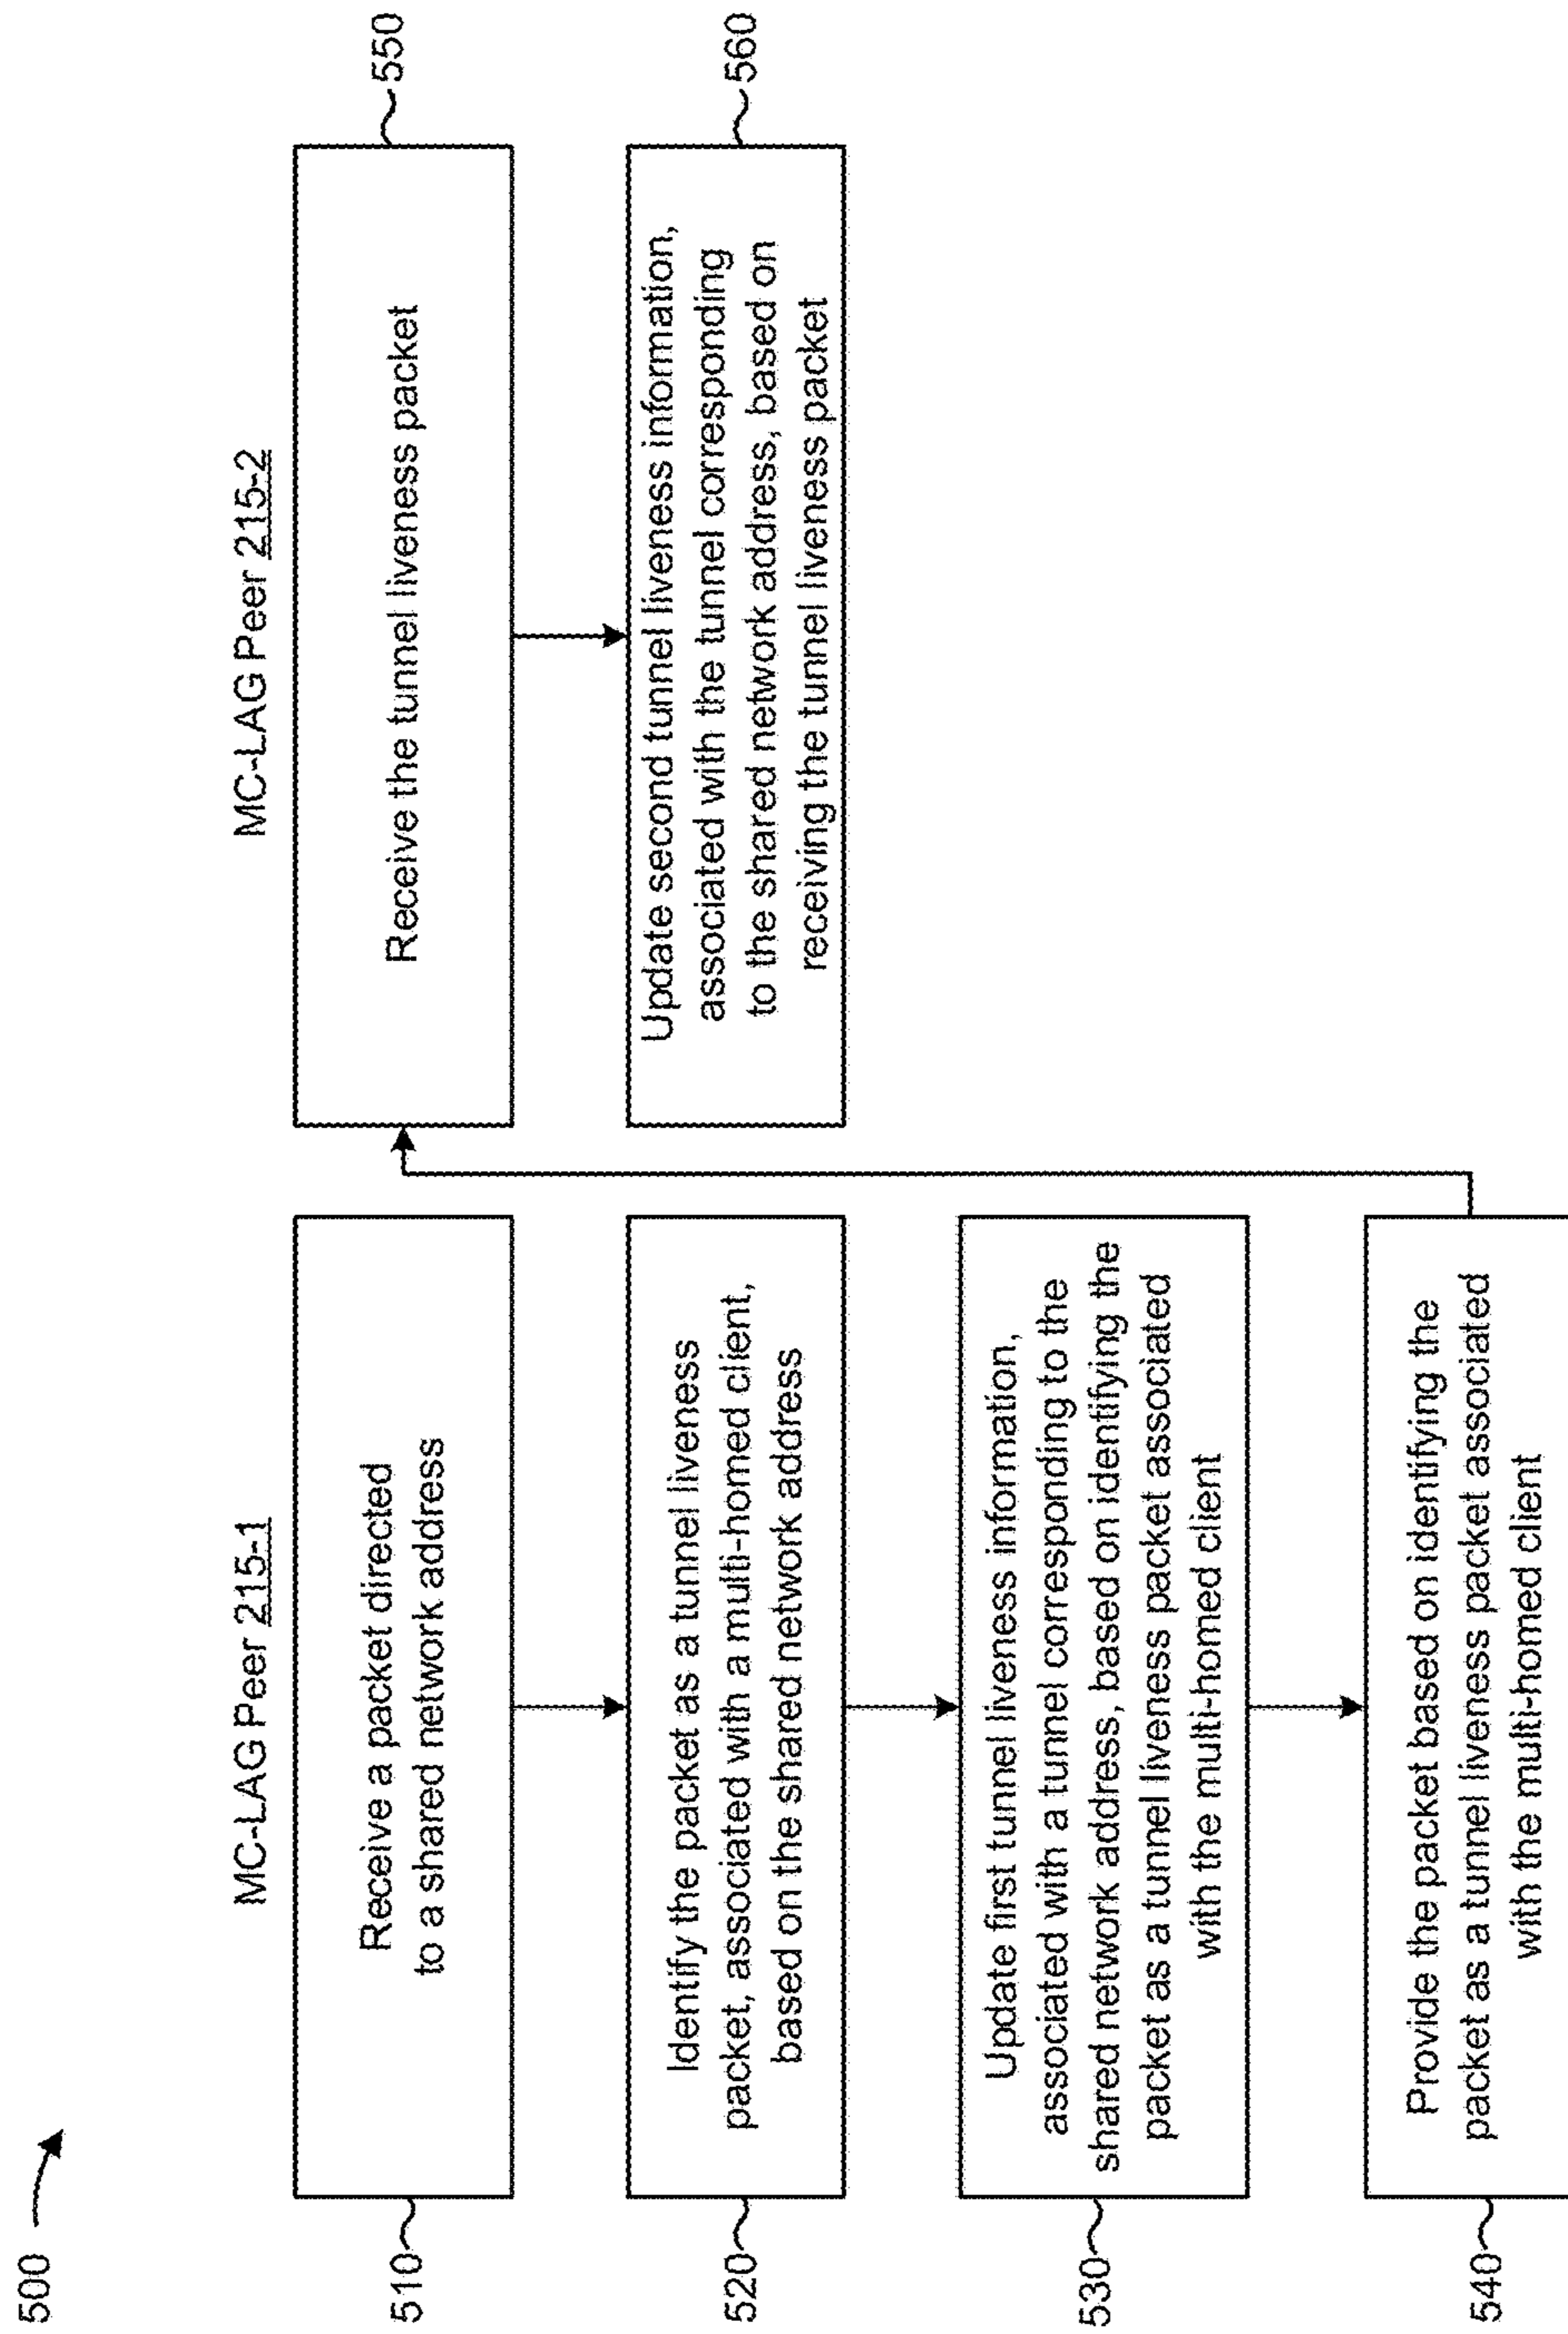 500
MC-LAG Peer 215-1
510
Receive a packet directed
to a shared network address
520
Identify the packet as a tunnel liveness
packet, associated with a multi-homed client,
based on the shared network address
530
Update first tunnel liveness information,
associated with a tunnel corresponding to the
shared network address, based on identifying the
packet as a tunnel liveness packet associated
with the multi-homed client
540
Provide the packet based on identifying the
packet as a tunnel liveness packet associated
with the multi-homed client
MC-LAG Peer 215-2
550
Receive the tunnel liveness packet
560
Update second tunnel liveness information,
associated with the tunnel corresponding
to the shared network address, based on
receiving the tunnel liveness packet